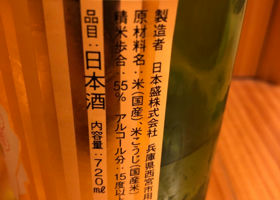 製造者 日本盛株式会社 兵庫県西宮市用
原材料名:米(国産)、米こうじ(国産米)
精米歩合:55% アルコール分:15度以上
品目:日本酒 内容量:720ml